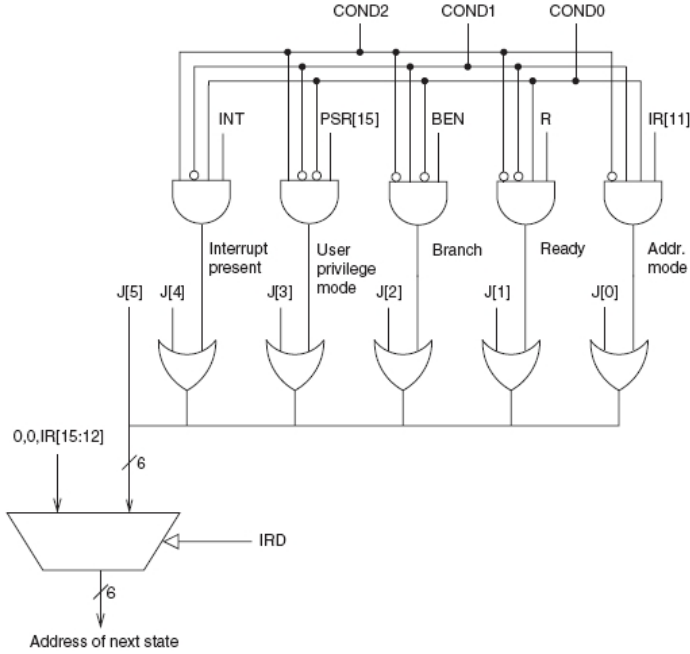 COND2 COND1 COND0
INT PSR[15] BEN R IR[11]
Interrupt present
User privilege mode
Branch
Ready
Addr. mode
J[5] J[4] J[3] J[2] J[1] J[0]
0,0,IR[15:12]
6
IRD
6
Address of next state